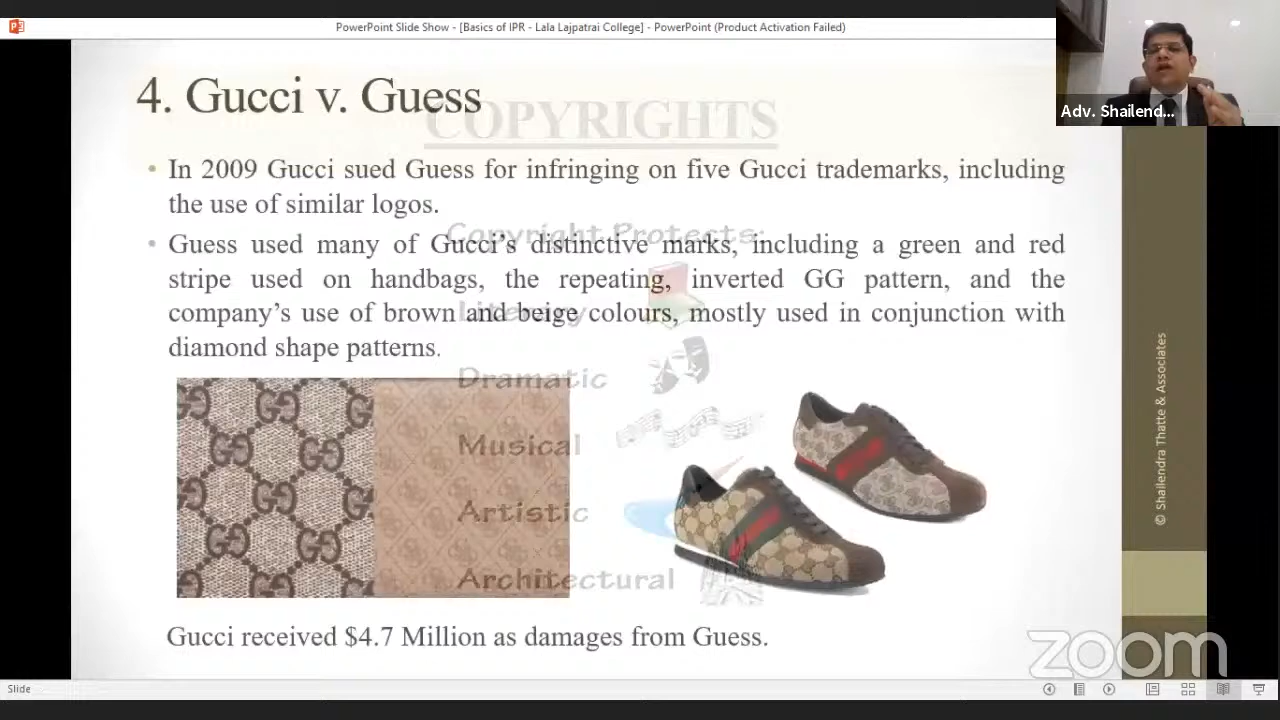 PowerPoint Slide Show - [Basics of IPR - Lala Lajpatrai College] - PowerPoint (Product Activation Failed)
Adv. Shailend...
4. Gucci v. Guess
COPYRIGHTS
• In 2009 Gucci sued Guess for infringing on five Gucci trademarks, including
the use of similar logos.
Copyright Protects:
• Guess used many of Gucci's distinctive marks, including a green and red
stripe used on handbags, the repeating, inverted GG pattern, and the
company's use of brown and beige colours, mostly used in conjunction with
diamond shape patterns.
Literary
Dramatic
Musical
Artistic
Architectural
Gucci received $4.7 Million as damages from Guess.
© Shailendra Thatte & Associates
zoom
Slide